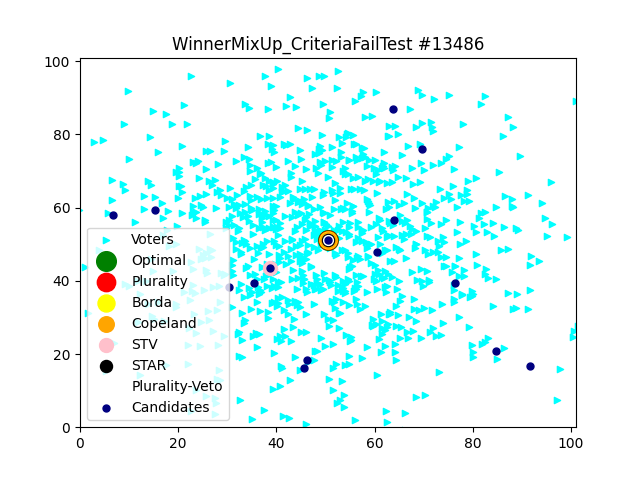 WinnerMixUp_CriteriaFailTest #13486
100
80
60
40
20
0
Voters
Optimal
Plurality
Borda
Copeland
STV
STAR
Plurality-Veto
Candidates
0 20 40 60 80 100